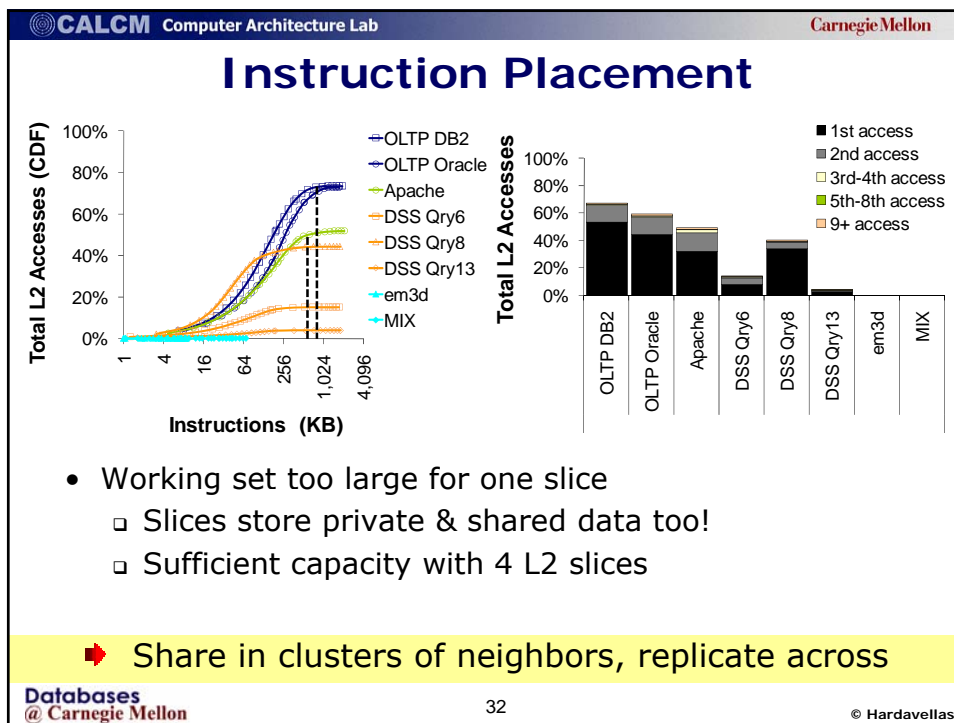 CALCM Computer Architecture Lab
Carnegie Mellon
Instruction Placement
Total L2 Accesses (CDF)
100%
80%
60%
40%
20%
0%
1
4
16
64
256
1,024
4,096
Instructions (KB)
OLTP DB2
OLTP Oracle
Apache
DSS Qry6
DSS Qry8
DSS Qry13
em3d
MIX
Total L2 Accesses
100%
80%
60%
40%
20%
0%
1st access
2nd access
3rd-4th access
5th-8th access
9+ access
OLTP DB2
OLTP Oracle
Apache
DSS Qry6
DSS Qry8
DSS Qry13
em3d
MIX
• Working set too large for one slice
❑ Slices store private & shared data too!
❑ Sufficient capacity with 4 L2 slices
Share in clusters of neighbors, replicate across
Databases
@ Carnegie Mellon
32
© Hardavellas